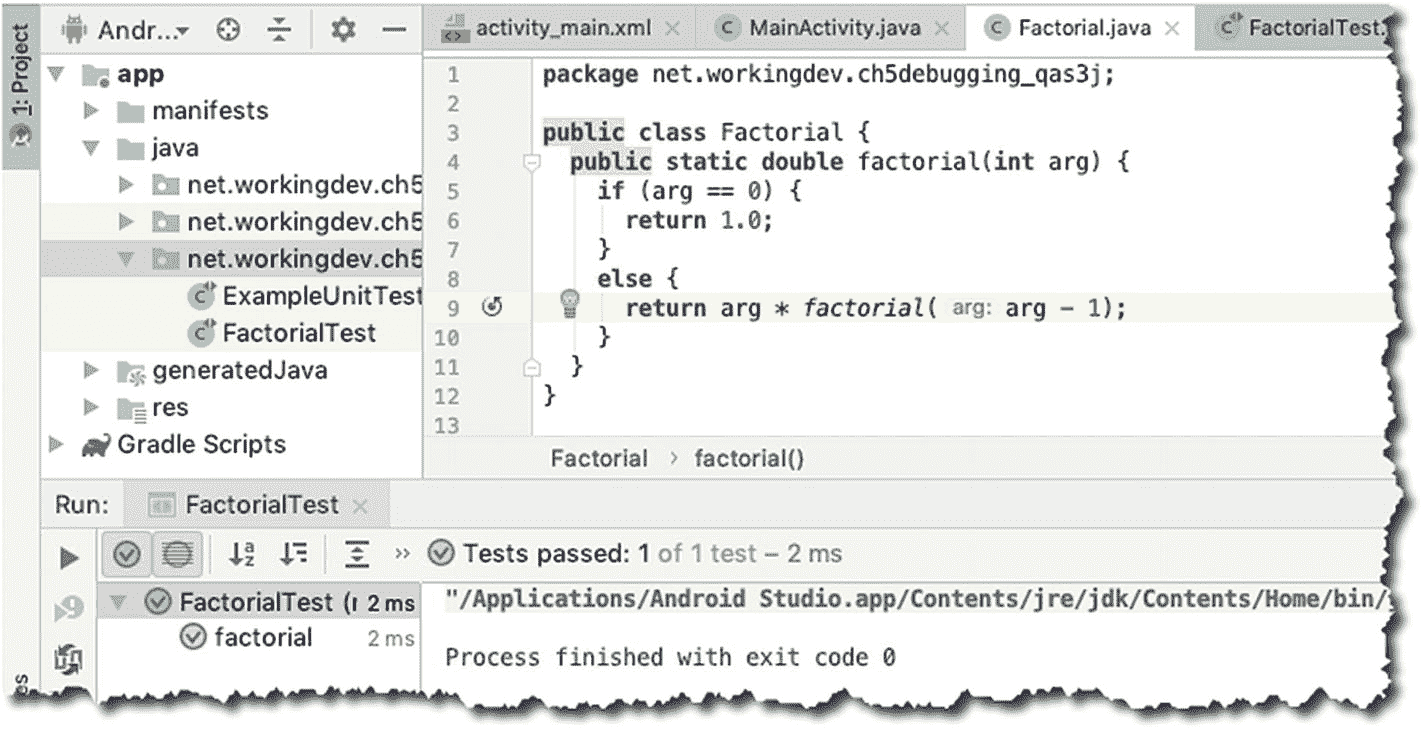 1: Project
Andr...
activity_main.xml
MainActivity.java
Factorial.java
FactorialTest.
app
manifests
java
net.workingdev.ch5
net.workingdev.ch5
net.workingdev.ch5
ExampleUnitTest
FactorialTest
generatedJava
res
Gradle Scripts
1 package net.workingdev.ch5debugging_qas3j;
2
3 public class Factorial {
4 public static double factorial(int arg) {
5 if (arg == 0) {
6 return 1.0;
7 }
8 else {
9 return arg * factorial( arg: arg - 1);
10 }
11 }
12 }
13
Factorial > factorial()
Run: FactorialTest
Tests passed: 1 of 1 test – 2 ms
FactorialTest ( 2 ms
factorial 2 ms
"/Applications/Android Studio.app/Contents/jre/jdk/Contents/Home/bin/
Process finished with exit code 0